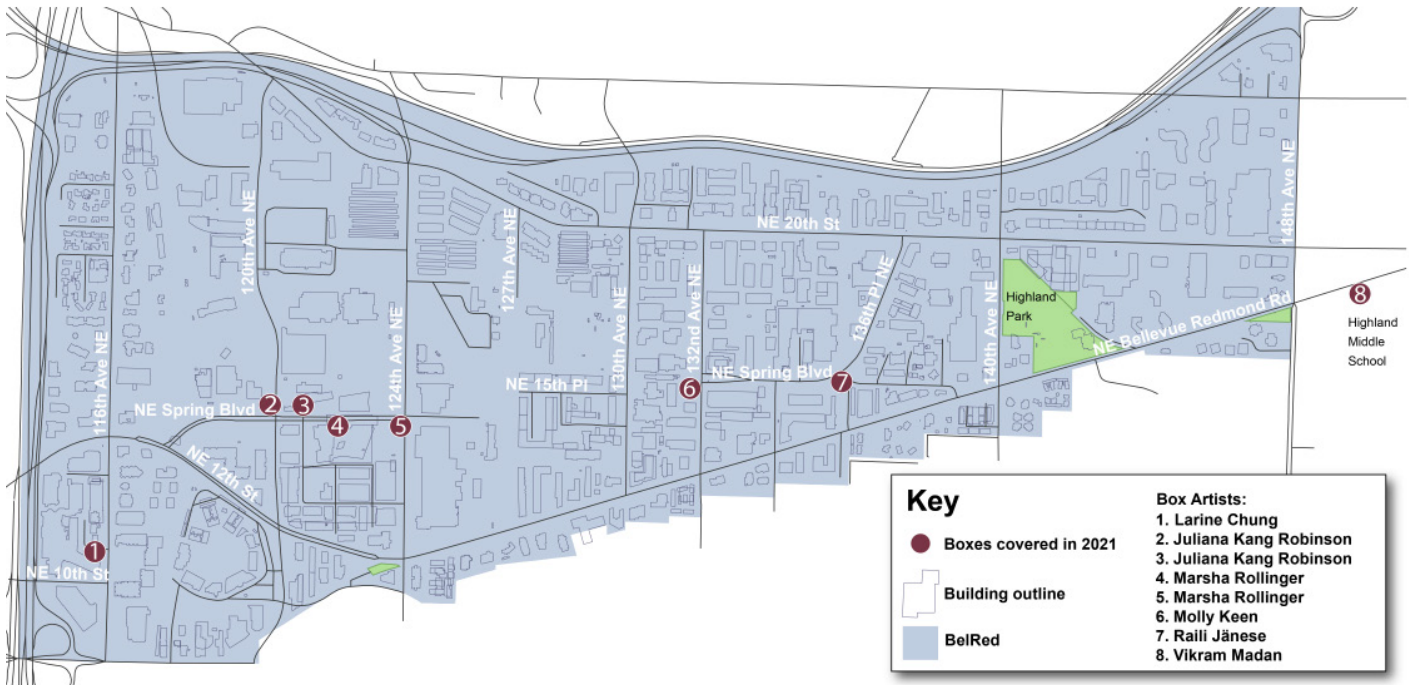 148th Ave NE
NE 20th St
120th Ave NE
127th Ave NE
136th Pl NE
8
Highland
Park
NE Bellevue Redmond Rd
Highland
Middle
School
124th Ave NE
130th Ave NE
132nd Ave NE
140th Ave NE
116th Ave NE
NE Spring Blvd
7
NE 15th Pl
6
NE Spring Blvd
2
3
4
5
NE 12th St
1
NE 10th St
Key
Boxes covered in 2021
Building outline
BelRed
Box Artists:
1. Larine Chung
2. Juliana Kang Robinson
3. Juliana Kang Robinson
4. Marsha Rollinger
5. Marsha Rollinger
6. Molly Keen
7. Raili Jänese
8. Vikram Madan